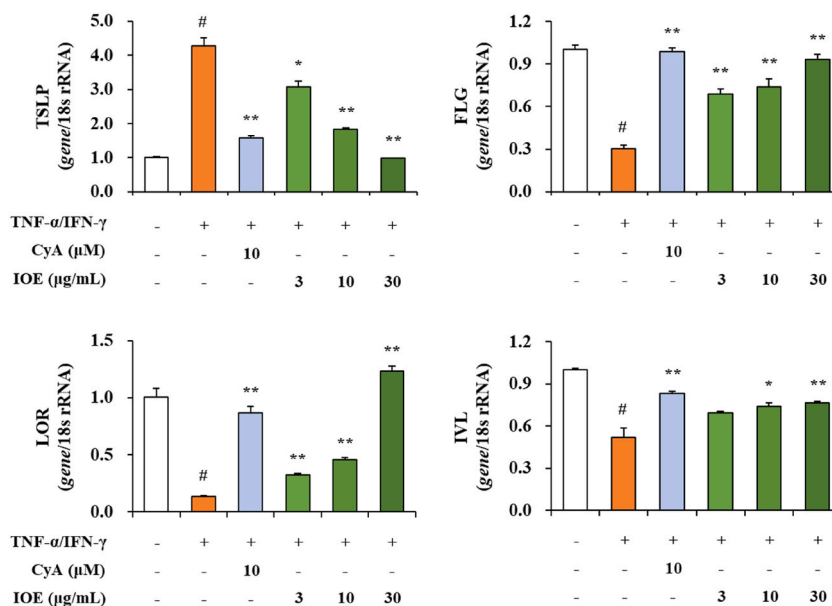 TSLP
(gene/18s rRNA)
5.0
4.0
3.0
2.0
1.0
0.0
#
**
*
**
**
TNF-α/IFN-γ - + + + + +
CyA (μM) - - 10 - - -
IOE (μg/mL) - - - 3 10 30
FLG
(gene/18s rRNA)
1.2
0.9
0.6
0.3
0.0
#
**
**
**
**
- + + + + +
- - 10 - - -
- - - 3 10 30
LOR
(gene/18s rRNA)
1.5
1.0
0.5
0.0
#
**
**
**
**
TNF-α/IFN-γ - + + + + +
CyA (μM) - - 10 - - -
IOE (μg/mL) - - - 3 10 30
IVL
(gene/18s rRNA)
1.2
0.9
0.6
0.3
0.0
#
**
*
**
- + + + + +
- - 10 - - -
- - - 3 10 30